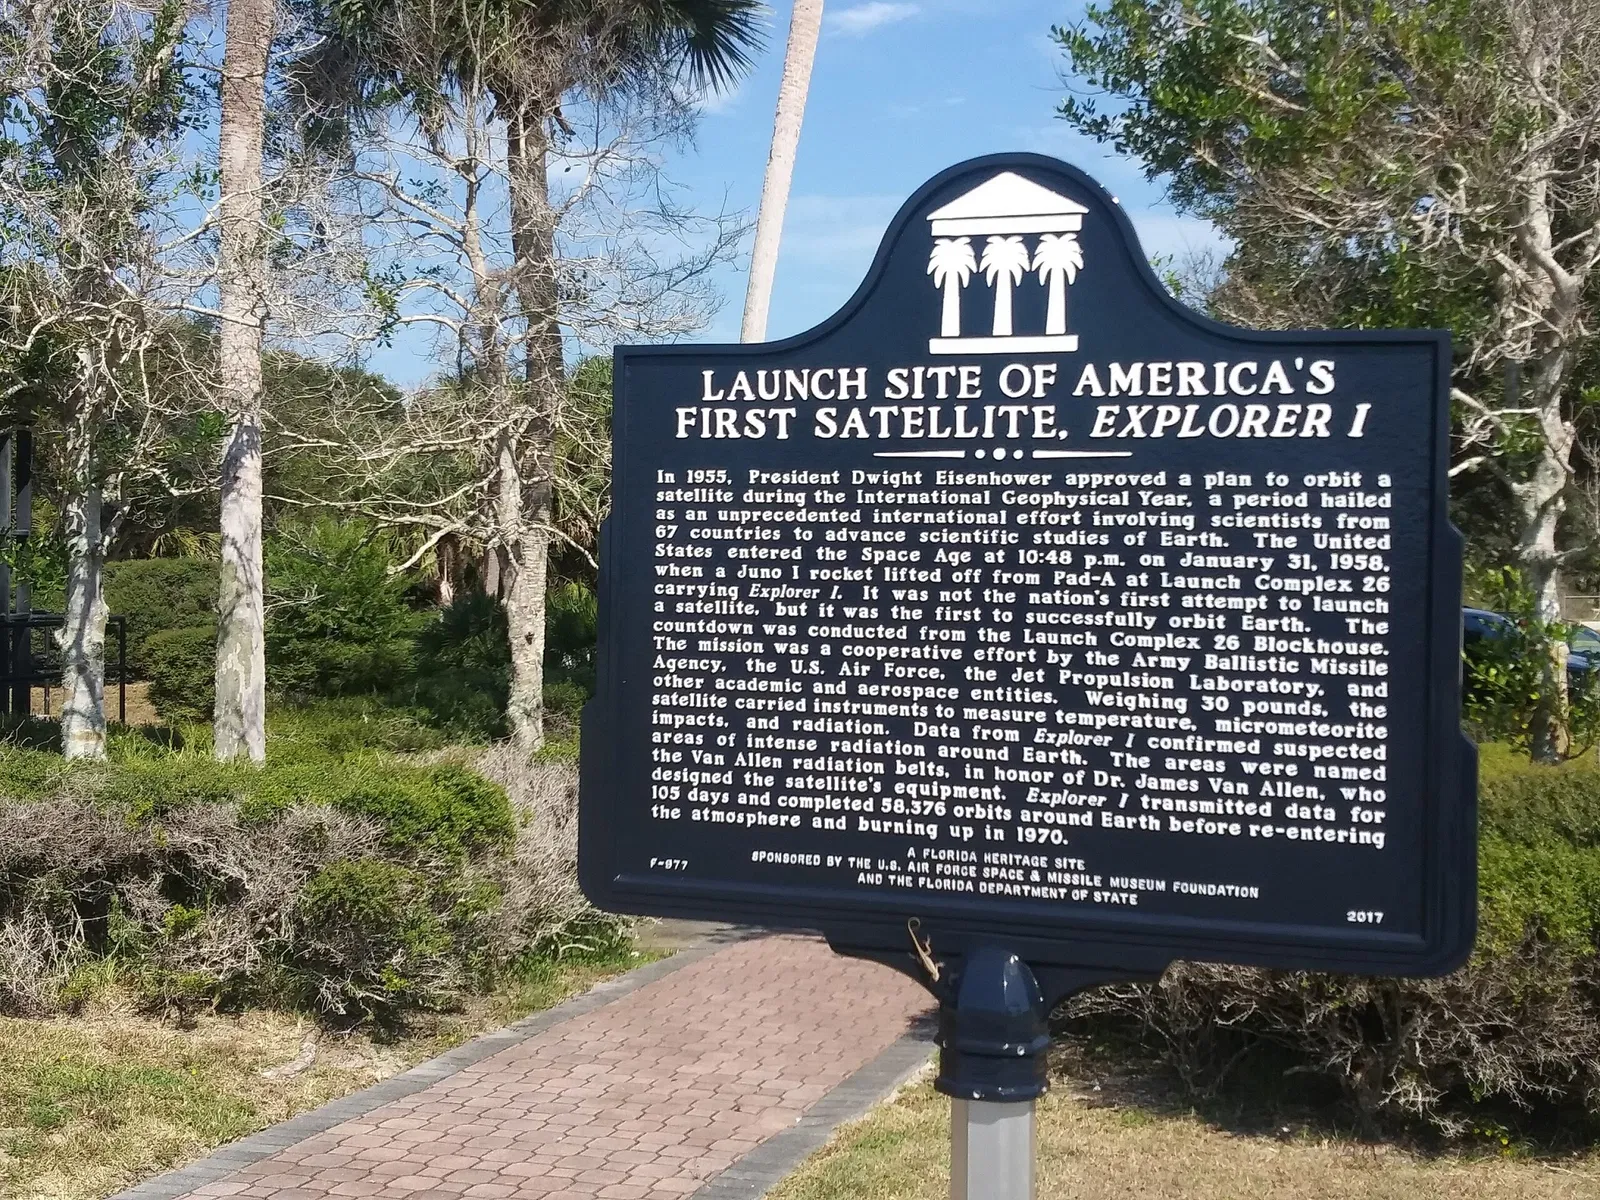 LAUNCH SITE OF AMERICA'S
FIRST SATELLITE, EXPLORER I
In 1955, President Dwight Eisenhower approved a plan to orbit a
satellite during the International Geophysical Year, a period hailed
as an unprecedented international effort involving scientists from
67 countries to advance scientific studies of Earth. The United
States entered the Space Age at 10:48 p.m. on January 31, 1958,
when a Juno I rocket lifted off from Pad-A at Launch Complex 26
carrying Explorer I. It was not the nation's first attempt to launch
a satellite, but it was the first to successfully orbit Earth. The
countdown was conducted from the Launch Complex 26 Blockhouse.
The mission was a cooperative effort by the Army Ballistic Missile
Agency, the U.S. Air Force, the Jet Propulsion Laboratory, and
other academic and aerospace entities. Weighing 30 pounds, the
satellite carried instruments to measure temperature, micrometeorite
impacts, and radiation. Data from Explorer I confirmed suspected
areas of intense radiation around Earth. The areas were named
the Van Allen radiation belts, in honor of Dr. James Van Allen, who
designed the satellite's equipment. Explorer I transmitted data for
105 days and completed 58,376 orbits around Earth before re-entering
the atmosphere and burning up in 1970.
A FLORIDA HERITAGE SITE
F-977 SPONSORED BY THE U.S. AIR FORCE SPACE & MISSILE MUSEUM FOUNDATION
AND THE FLORIDA DEPARTMENT OF STATE
2017